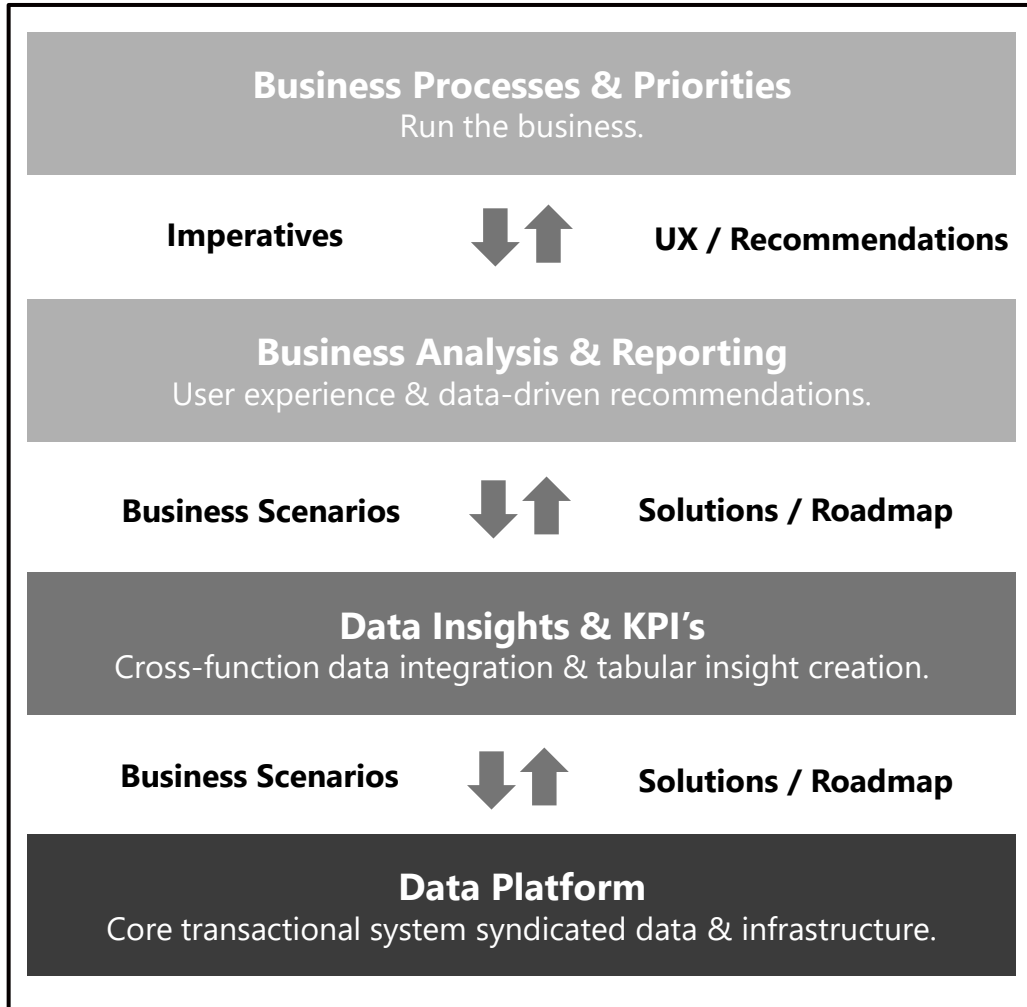 Business Processes & Priorities
Run the business.
Imperatives
UX / Recommendations
Business Analysis & Reporting
User experience & data-driven recommendations.
Business Scenarios
Solutions / Roadmap
Data Insights & KPI’s
Cross-function data integration & tabular insight creation.
Business Scenarios
Solutions / Roadmap
Data Platform
Core transactional system syndicated data & infrastructure.